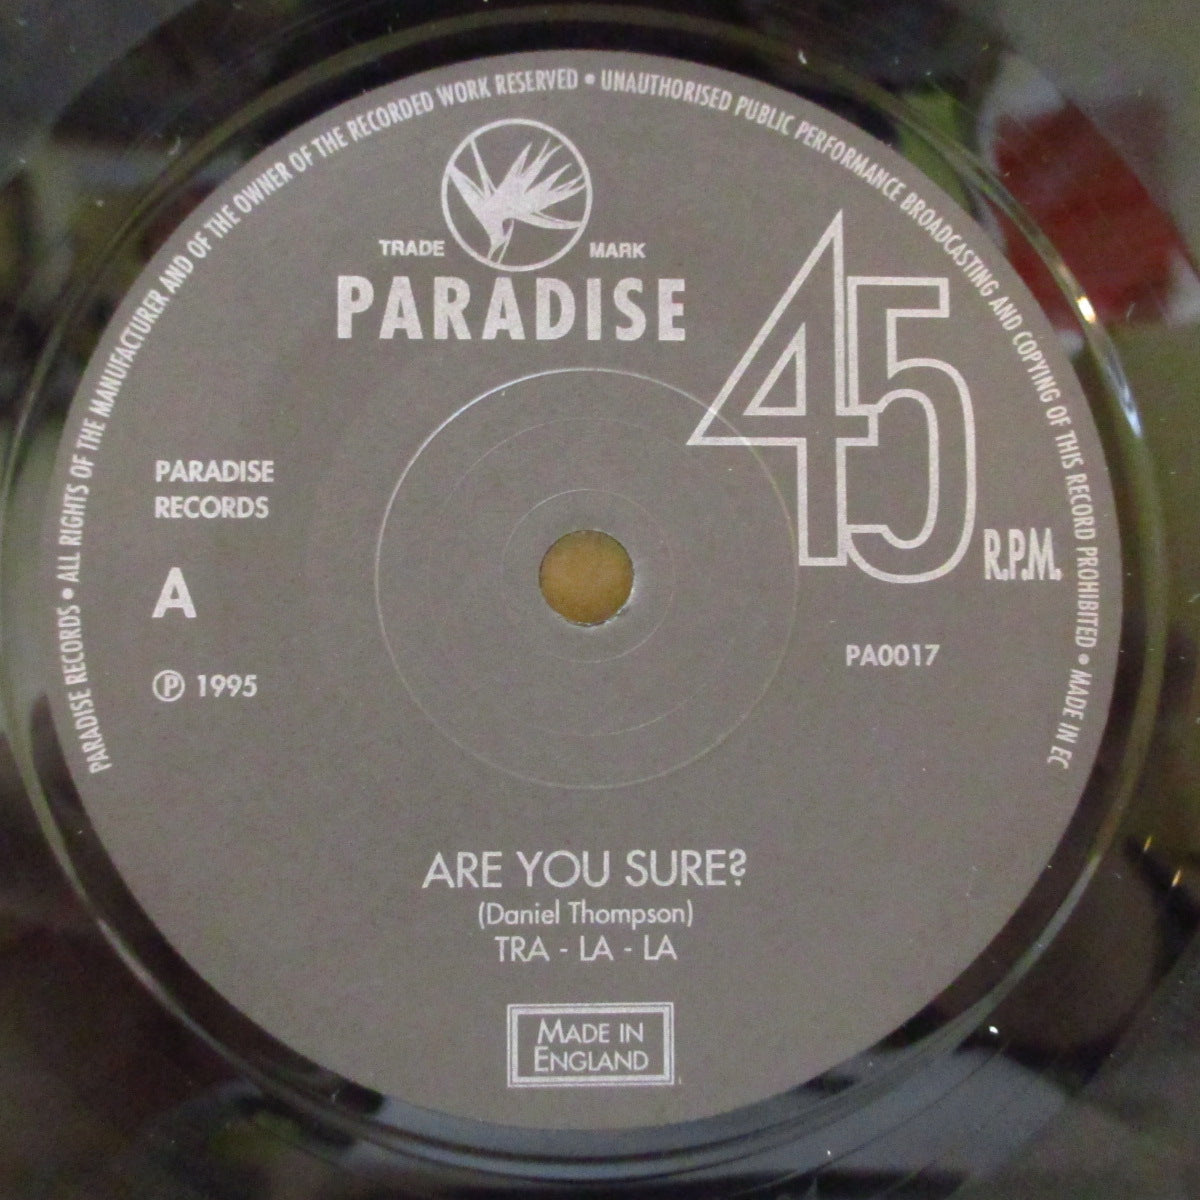 PARADISE RECORDS • ALL RIGHTS OF THE MANUFACTURER AND OF THE OWNER OF THE RECORDED WORK RESERVED • UNAUTHORISED PUBLIC PERFORMANCE BROADCASTING AND COPYING OF THIS RECORD PROHIBITED • MADE IN EC
TRADE MARK
PARADISE
45 R.P.M.
PARADISE
RECORDS
A
℗ 1995
PA0017
ARE YOU SURE?
(Daniel Thompson)
TRA - LA - LA
MADE IN
ENGLAND